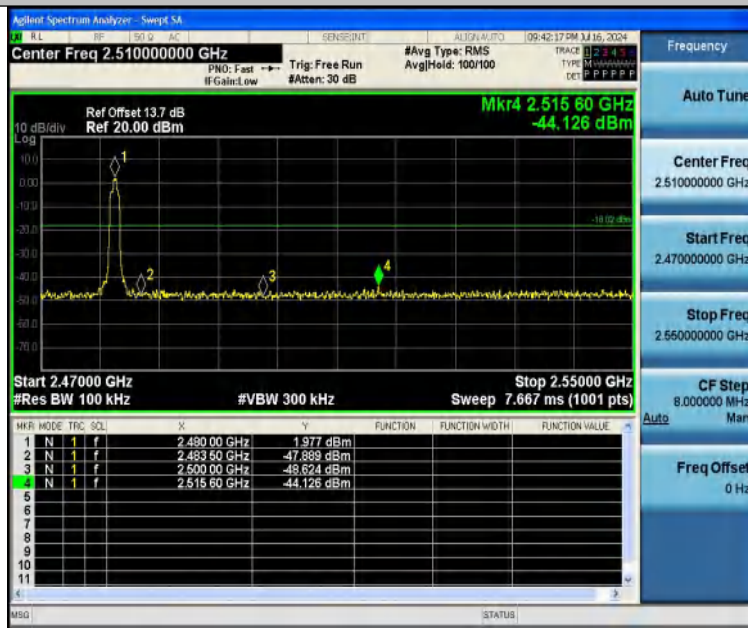 Agilent Spectrum Analyzer - Swept SA
RL RF 50 Ω AC SENSE:INT ALIGN AUTO 09:42:17 PM Jul 16, 2024
Center Freq 2.510000000 GHz
PNO: Fast
IFGain:Low
Trig: Free Run
#Atten: 30 dB
#Avg Type: RMS
Avg|Hold: 100/100
TRACE 1 2 3 4 5
TYPE M
DET P P P P P P
Frequency
Auto Tune
Center Freq
2.510000000 GHz
Start Freq
2.470000000 GHz
Stop Freq
2.550000000 GHz
CF Step
8.000000 MHz
Auto Man
Freq Offset
0 Hz
Mkr4 2.515 60 GHz
-44.126 dBm
Ref Offset 13.7 dB
10 dB/div Ref 20.00 dBm
Log
10.0
0.00
-10.0
-20.0
-30.0
-40.0
-50.0
-60.0
-70.0
-18.02 dBm
1
2
3
4
Start 2.47000 GHz Stop 2.55000 GHz
#Res BW 100 kHz #VBW 300 kHz Sweep 7.667 ms (1001 pts)
MKR MODE TRC SCL X Y FUNCTION FUNCTION WIDTH FUNCTION VALUE
1 N 1 f 2.480 00 GHz 1.977 dBm
2 N 1 f 2.483 50 GHz -47.889 dBm
3 N 1 f 2.500 00 GHz -48.624 dBm
4 N 1 f 2.515 60 GHz -44.126 dBm
5
6
7
8
9
10
11
MSG STATUS